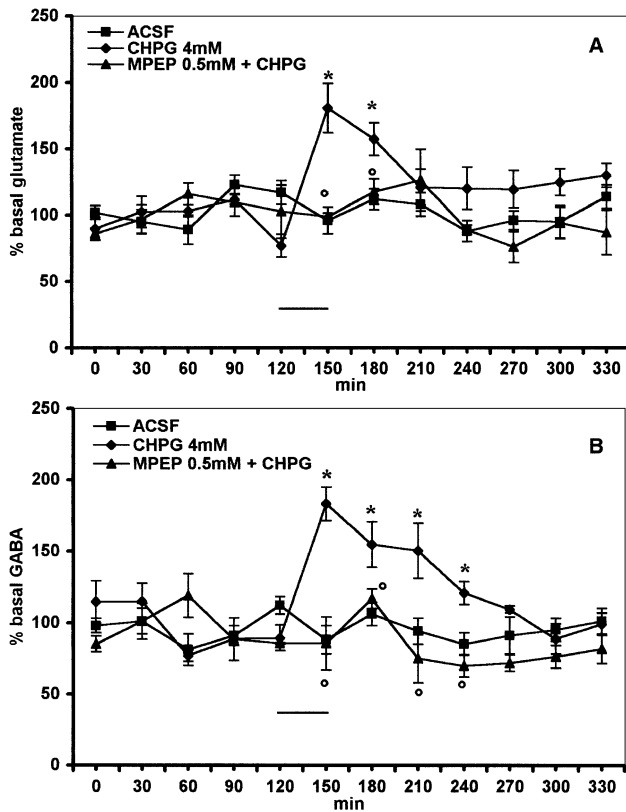 250
200
150
100
50
0
% basal glutamate
ACSF
CHPG 4mM
MPEP 0.5mM + CHPG
A
* *
° °
0 30 60 90 120 150 180 210 240 270 300 330
min
250
200
150
100
50
0
% basal GABA
ACSF
CHPG 4mM
MPEP 0.5mM + CHPG
B
* * * *
° ° ° °
0 30 60 90 120 150 180 210 240 270 300 330
min